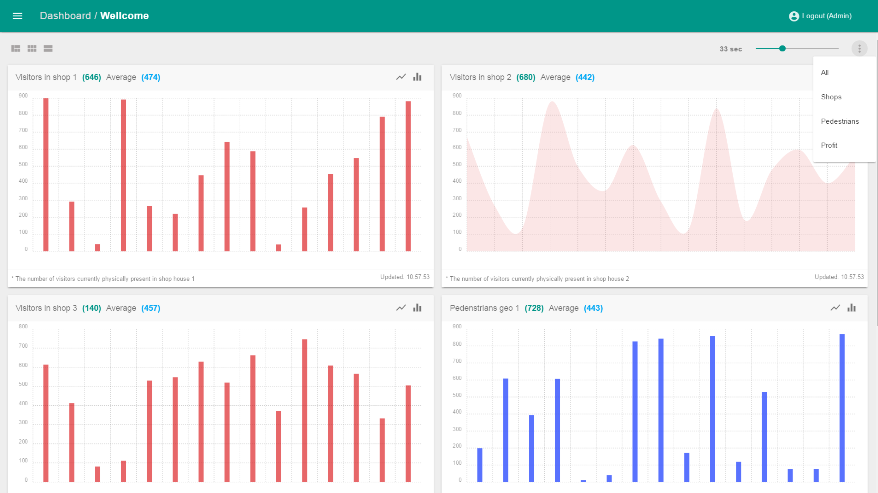 Dashboard / Wellcome
Logout (Admin)
33 sec
All
Shops
Pedestrians
Profit
Visitors in shop 1 (646) Average (474)
900
800
700
600
500
400
300
200
100
0
* The number of visitors currently physically present in shop house 1
Updated: 10:57:53
Visitors in shop 2 (680) Average (442)
900
800
700
600
500
400
300
200
100
0
* The number of visitors currently physically present in shop house 2
Updated: 10:57:53
Visitors in shop 3 (140) Average (457)
800
700
600
500
400
300
200
100
0
Pedenstrians geo 1 (728) Average (443)
900
800
700
600
500
400
300
200
100
0